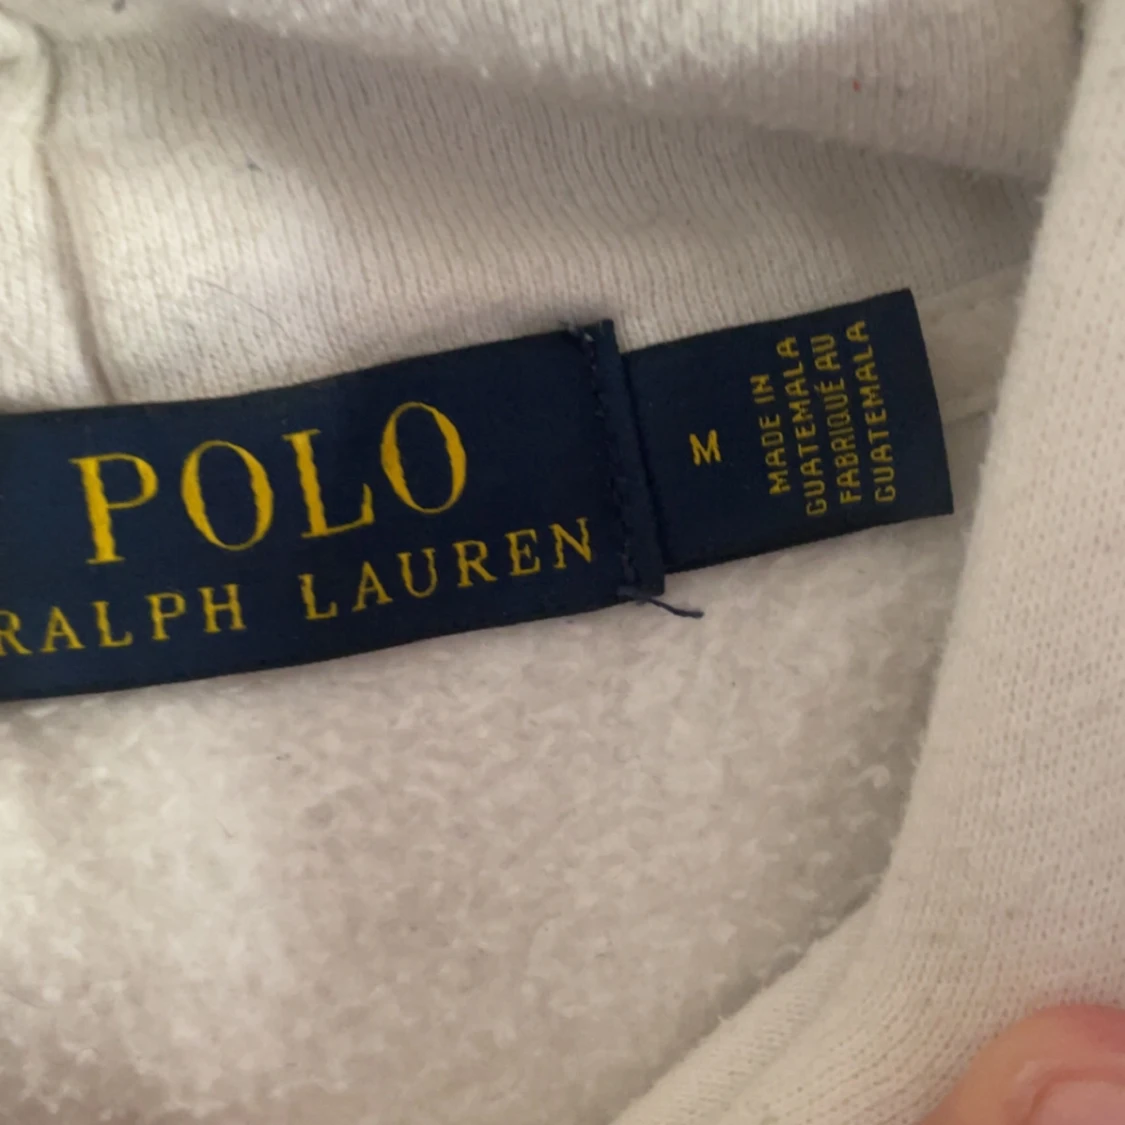 POLO
RALPH LAUREN
M
MADE IN
GUATEMALA
FABRIQUÉ AU
GUATEMALA